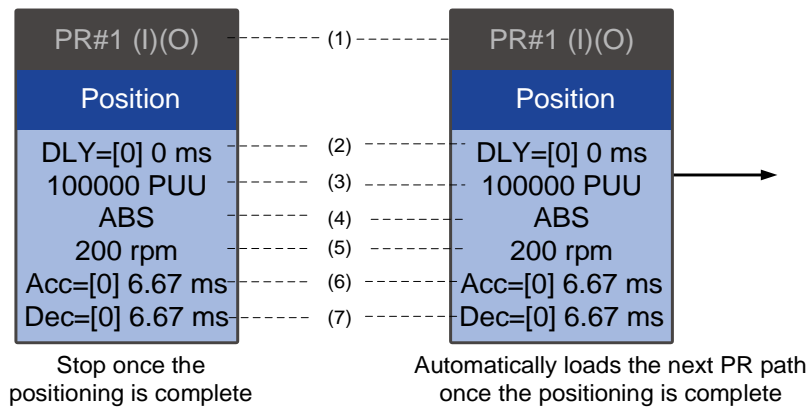 PR#1 (I)(O)
Position
DLY=[0] 0 ms
100000 PUU
ABS
200 rpm
Acc=[0] 6.67 ms
Dec=[0] 6.67 ms
Stop once the
positioning is complete
(1)
(2)
(3)
(4)
(5)
(6)
(7)
PR#1 (I)(O)
Position
DLY=[0] 0 ms
100000 PUU
ABS
200 rpm
Acc=[0] 6.67 ms
Dec=[0] 6.67 ms
Automatically loads the next PR path
once the positioning is complete